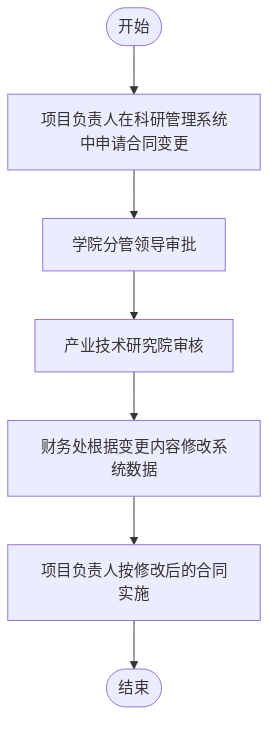 开始
项目负责人在科研管理系统
中申请合同变更
学院分管领导审批
产业技术研究院审核
财务处根据变更内容修改系
统数据
项目负责人按修改后的合同
实施
结束